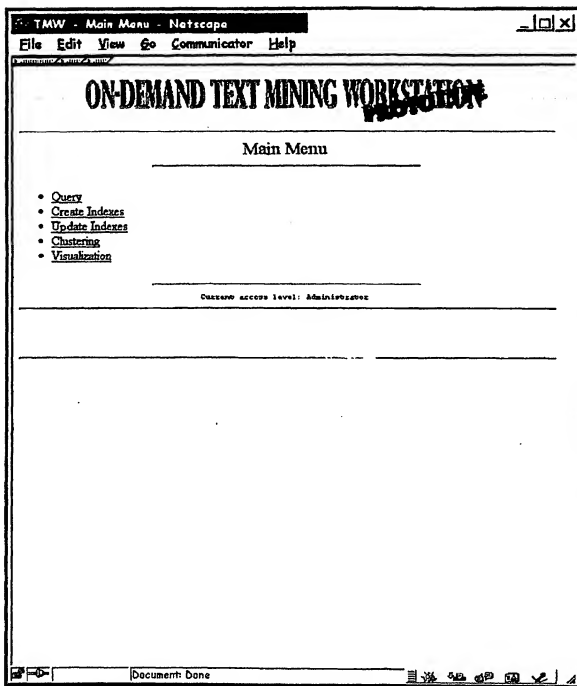 TMW - Main Menu - Netscape
File Edit View Go Communicator Help
ON-DEMAND TEXT MINING WORKSTATION
Main Menu
• Query
• Create Indexes
• Update Indexes
• Clustering
• Visualization
Current access level: Administrator
Document: Done